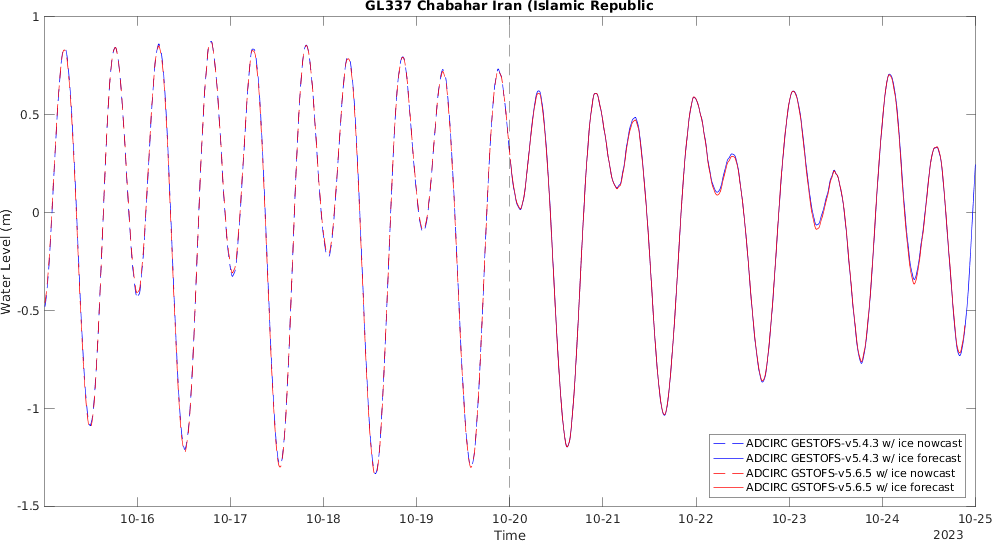 GL337 Chabahar Iran (Islamic Republic
1
0.5
0
-0.5
-1
-1.5
Water Level (m)
10-16
10-17
10-18
10-19
10-20
10-21
10-22
10-23
10-24
10-25
Time
2023
ADCIRC GESTOFS-v5.4.3 w/ ice nowcast
ADCIRC GESTOFS-v5.4.3 w/ ice forecast
ADCIRC GSTOFS-v5.6.5 w/ ice nowcast
ADCIRC GSTOFS-v5.6.5 w/ ice forecast